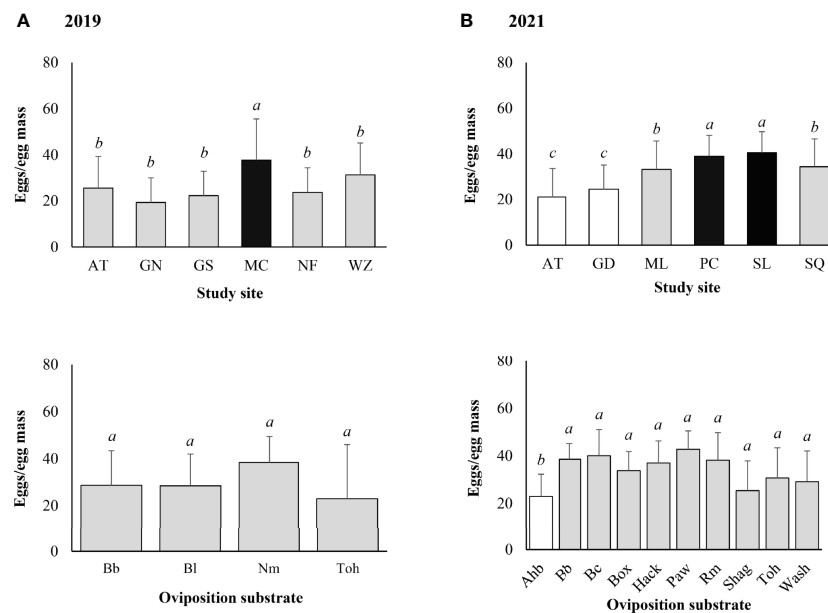 A 2019
80
60
40
20
0
Eggs/egg mass
b b b a b b
AT GN GS MC NF WZ
Study site
B 2021
80
60
40
20
0
Eggs/egg mass
c c b a a b
AT GD ML PC SL SQ
Study site
80
60
40
20
0
Eggs/egg mass
a a a a
Bb Bl Nm Toh
Oviposition substrate
80
60
40
20
0
Eggs/egg mass
b a a a a a a a a a
Ahb Bb Bc Box Hack Paw Rm Shag Toh Wash
Oviposition substrate